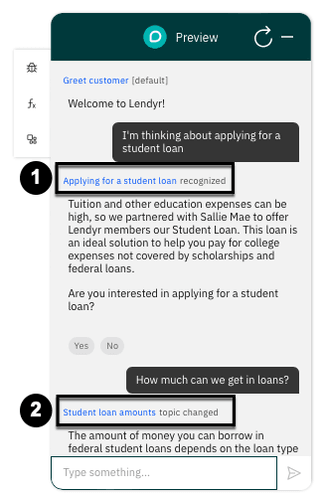 Preview
Greet customer [default]
Welcome to Lendyr!
I'm thinking about applying for a
student loan
1
Applying for a student loan recognized
Tuition and other education expenses can be
high, so we partnered with Sallie Mae to offer
Lendyr members our Student Loan. This loan is
an ideal solution to help you pay for college
expenses not covered by scholarships and
federal loans.
Are you interested in applying for a student
loan?
Yes No
How much can we get in loans?
2
Student loan amounts topic changed
The amount of money you can borrow in
federal student loans depends on the loan type
Type something...